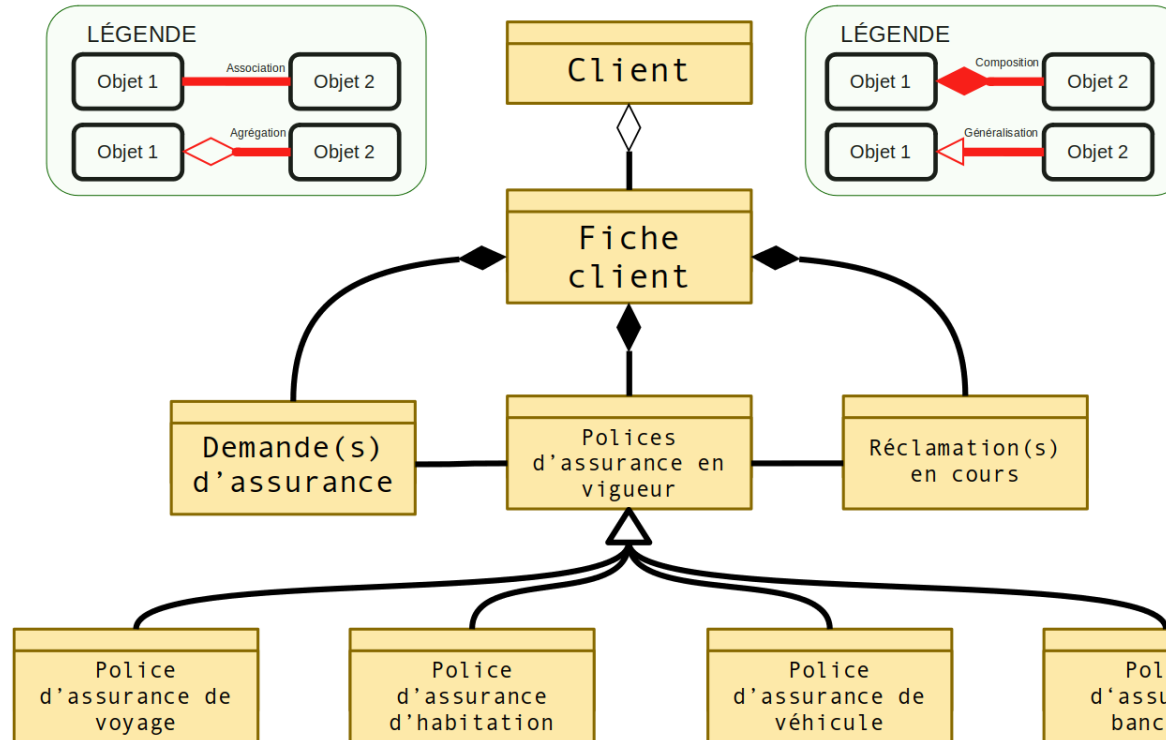 LÉGENDE
Objet 1
Association
Objet 2
Objet 1
Agrégation
Objet 2
Client
LÉGENDE
Objet 1
Composition
Objet 2
Objet 1
Généralisation
Objet 2
Fiche
client
Demande(s)
d’assurance
Polices
d’assurance en
vigueur
Réclamation(s)
en cours
Police
d’assurance de
voyage
Police
d’assurance
d’habitation
Police
d’assurance de
véhicule